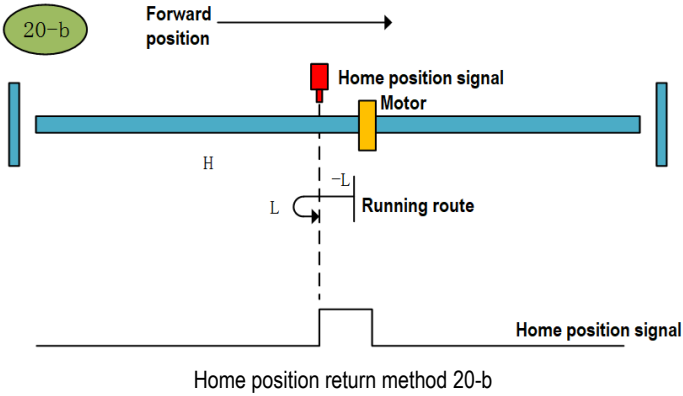 20-b
Forward
position
Home position signal
Motor
H
-L
L
Running route
Home position signal
Home position return method 20-b